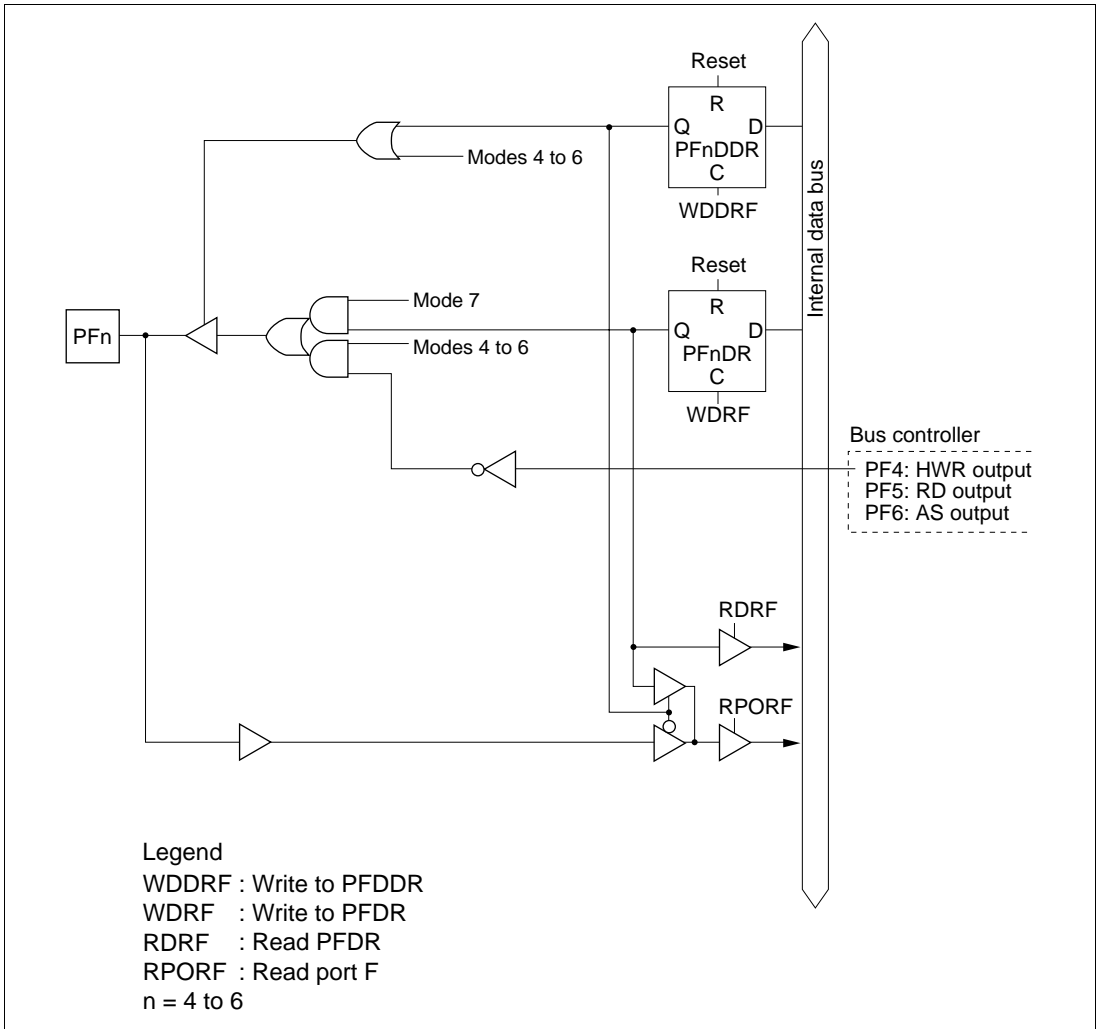 Reset
R
Q D
PFnDDR
C
WDDRF
Modes 4 to 6
Internal data bus
Reset
R
Q D
PFnDR
C
WDRF
Mode 7
Modes 4 to 6
PFn
Bus controller
PF4: HWR output
PF5: RD output
PF6: AS output
RDRF
RPORF
Legend
WDDRF : Write to PFDDR
WDRF : Write to PFDR
RDRF : Read PFDR
RPORF : Read port F
n = 4 to 6